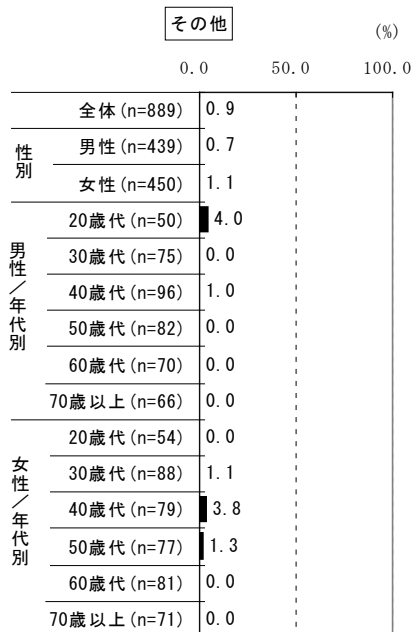 その他
(%)
0.0 50.0 100.0
全体(n=889) 0.9
性別
男性(n=439) 0.7
女性(n=450) 1.1
男性／年代別
20歳代(n=50) 4.0
30歳代(n=75) 0.0
40歳代(n=96) 1.0
50歳代(n=82) 0.0
60歳代(n=70) 0.0
70歳以上(n=66) 0.0
女性／年代別
20歳代(n=54) 0.0
30歳代(n=88) 1.1
40歳代(n=79) 3.8
50歳代(n=77) 1.3
60歳代(n=81) 0.0
70歳以上(n=71) 0.0